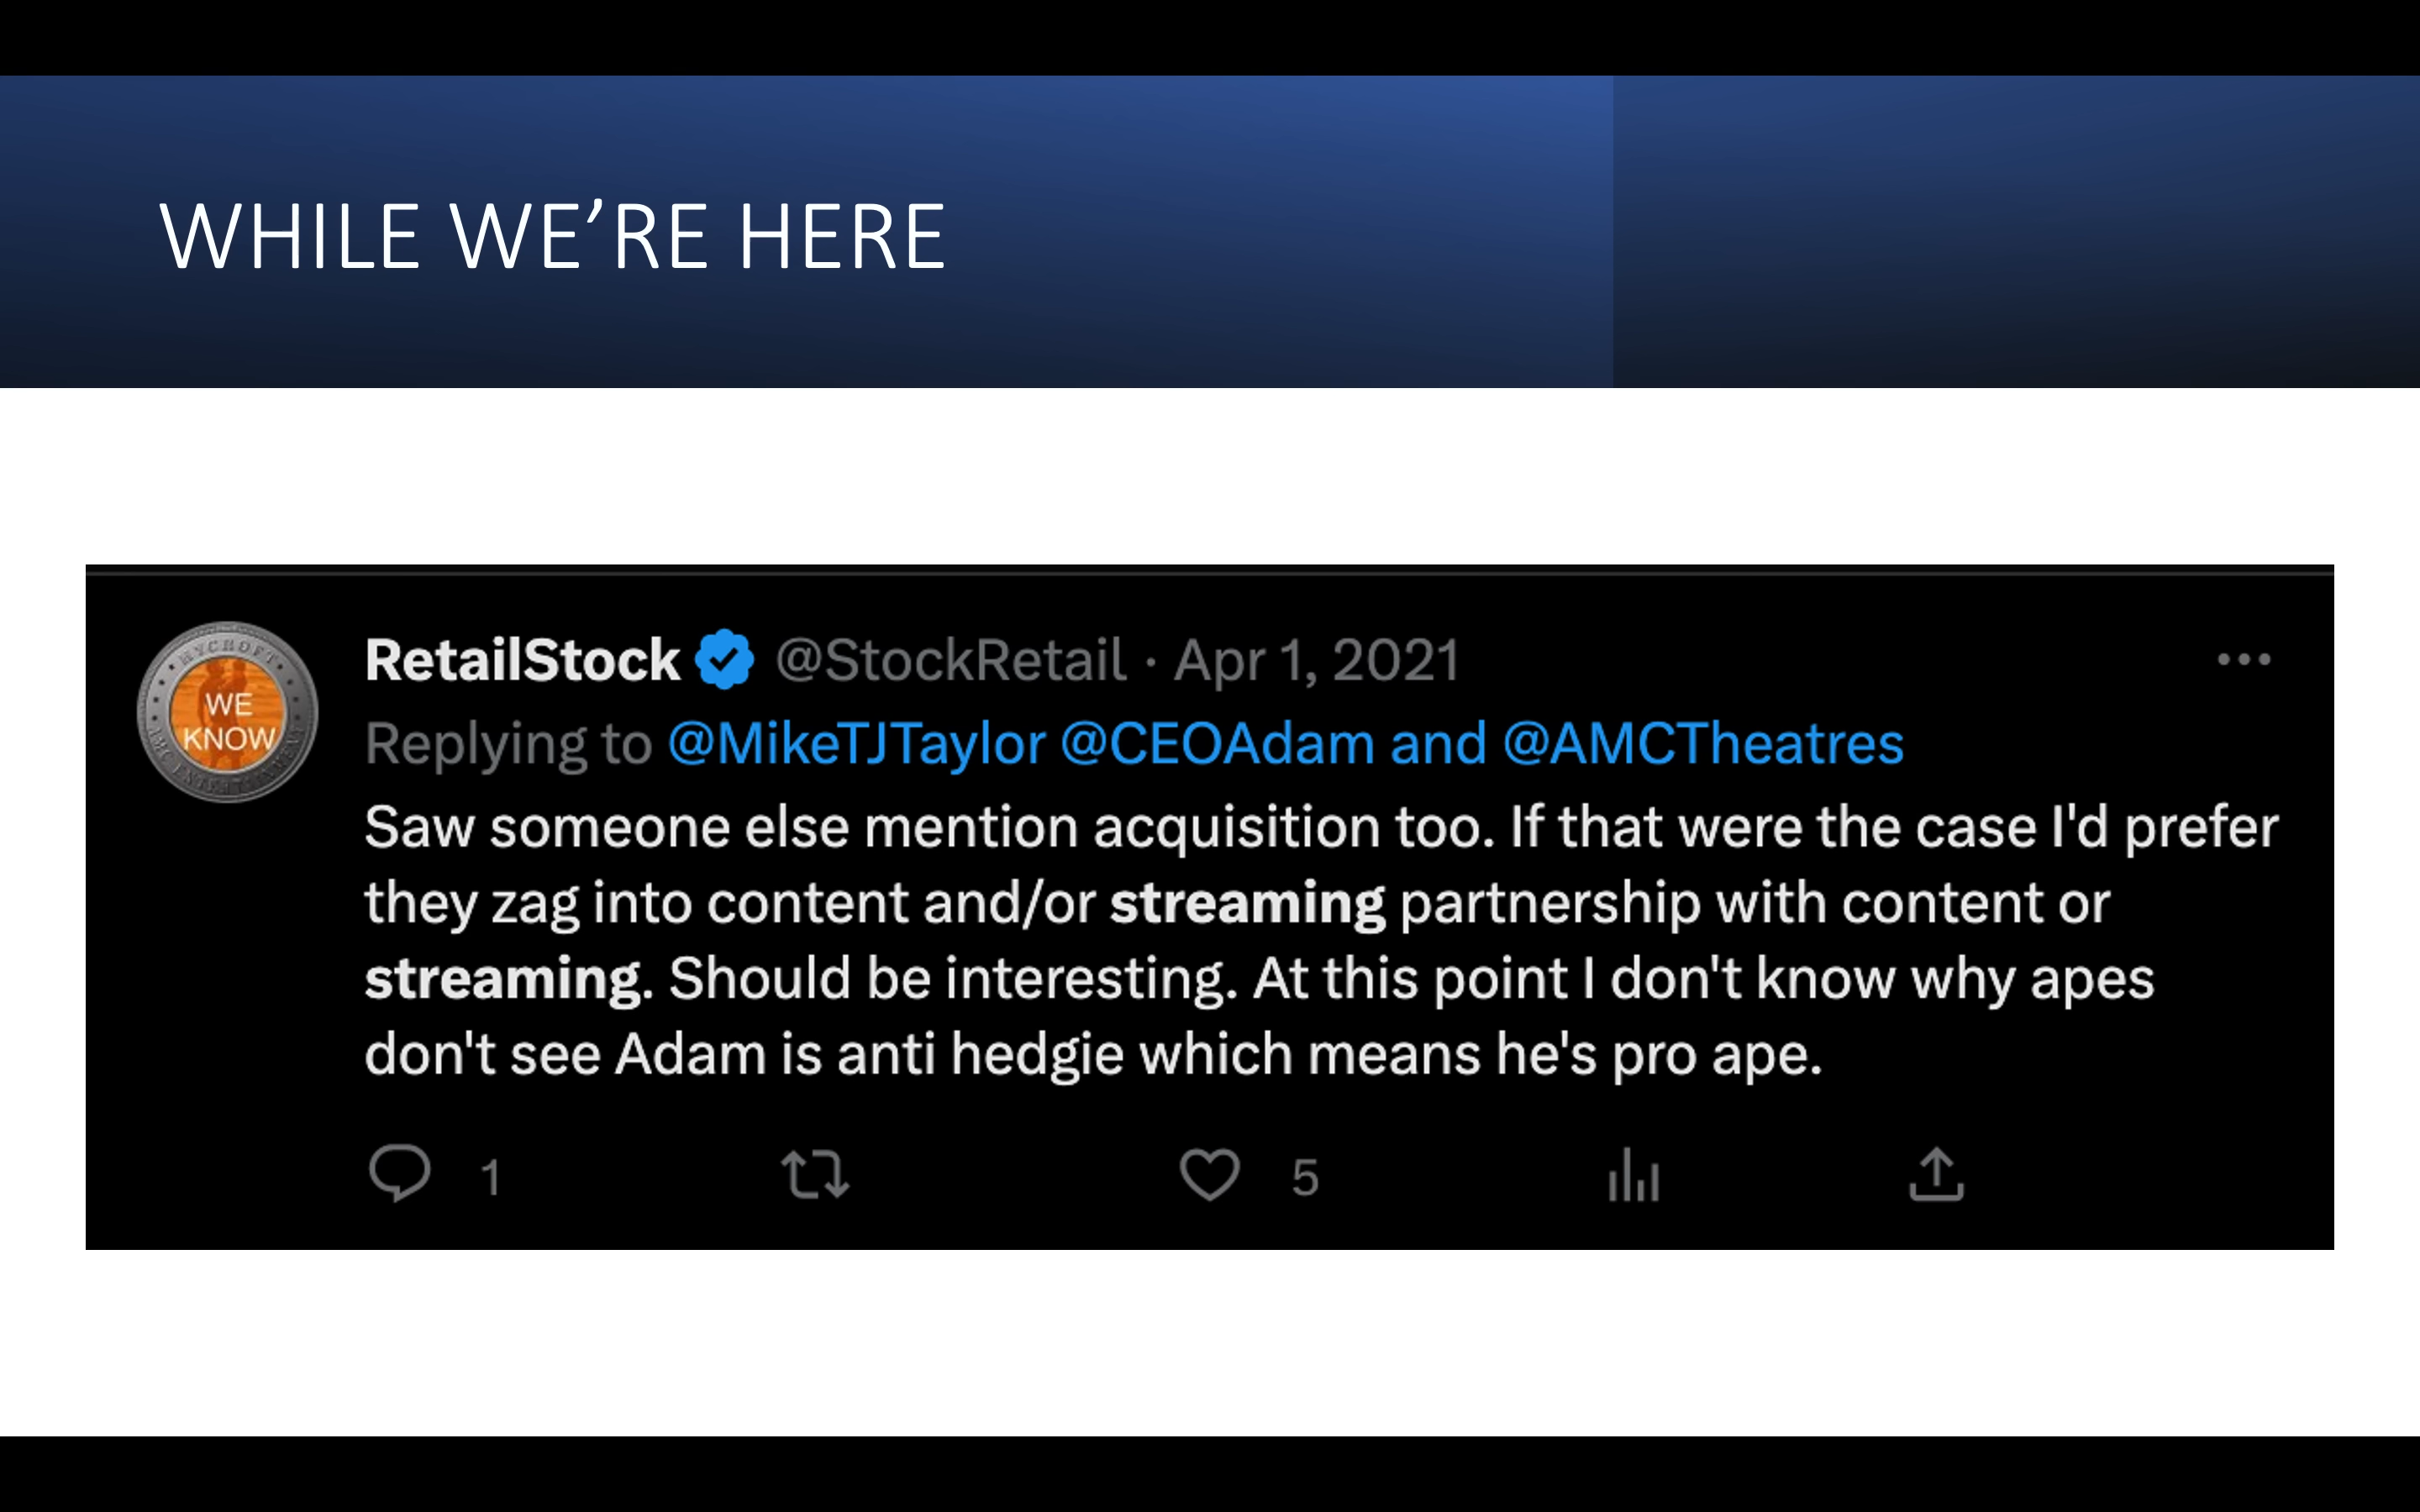 WHILE WE’RE HERE
RetailStock @StockRetail · Apr 1, 2021
Replying to @MikeTJTaylor @CEOAdam and @AMCTheatres
HYCROFT
WE
KNOW
AMC ENTERTAINMENT
Saw someone else mention acquisition too. If that were the case I'd prefer
they zag into content and/or streaming partnership with content or
streaming. Should be interesting. At this point I don't know why apes
don't see Adam is anti hedgie which means he's pro ape.
1
5